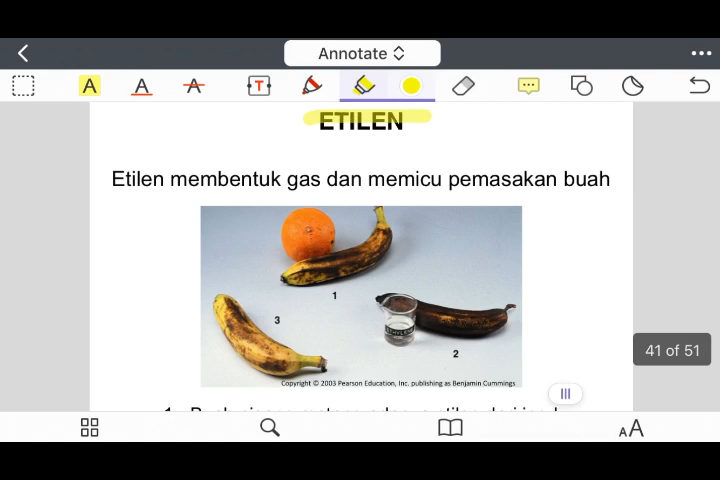 Annotate
A
A
A
T
ETILEN
Etilen membentuk gas dan memicu pemasakan buah
1
3
2
Copyright © 2003 Pearson Education, Inc. publishing as Benjamin Cummings
41 of 51
AA